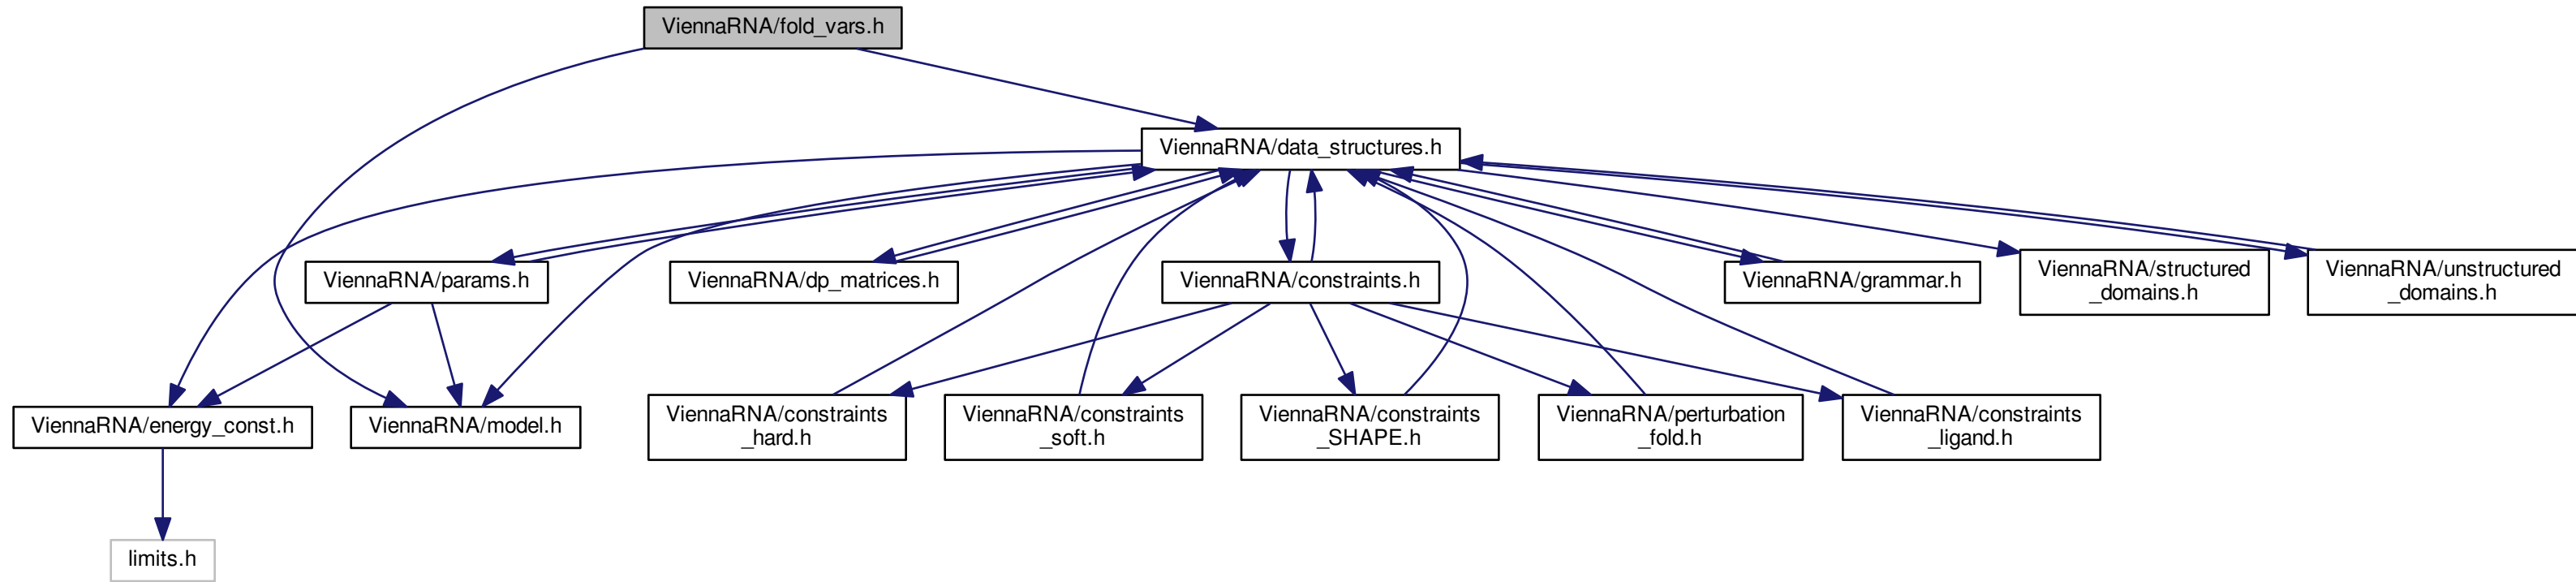 ViennaRNA/fold_vars.h
ViennaRNA/data_structures.h
ViennaRNA/params.h
ViennaRNA/dp_matrices.h
ViennaRNA/constraints.h
ViennaRNA/grammar.h
ViennaRNA/structured
_domains.h
ViennaRNA/unstructured
_domains.h
ViennaRNA/energy_const.h
ViennaRNA/model.h
ViennaRNA/constraints
_hard.h
ViennaRNA/constraints
_soft.h
ViennaRNA/constraints
_SHAPE.h
ViennaRNA/perturbation
_fold.h
ViennaRNA/constraints
_ligand.h
limits.h